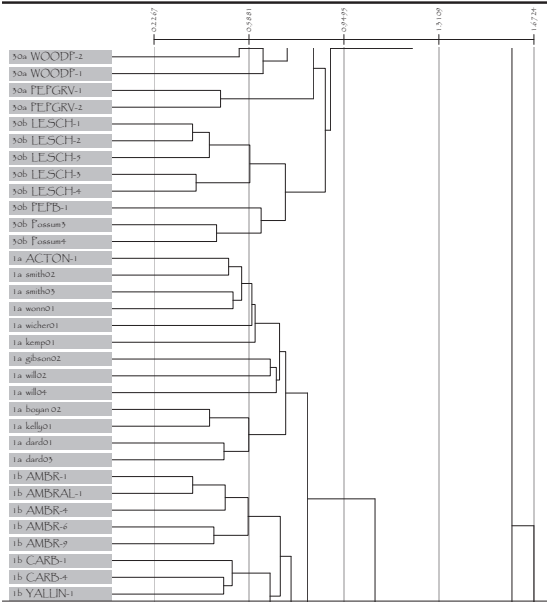 0.2267 0.5881 0.9495 1.3109 1.6724
30a WOODP-2
30a WOODP-1
30a PEPGRV-1
30a PEPGRV-2
30b LESCH-1
30b LESCH-2
30b LESCH-5
30b LESCH-3
30b LESCH-4
30b PEPB-1
30b Possum3
30b Possum4
1a ACTON-1
1a smith02
1a smith03
1a wonn01
1a wicher01
1a kemp01
1a gibson02
1a will02
1a will04
1a boyan 02
1a kelly01
1a dard01
1a dard03
1b AMBR-1
1b AMBRAL-1
1b AMBR-4
1b AMBR-6
1b AMBR-9
1b CARB-1
1b CARB-4
1b YALLIN-1